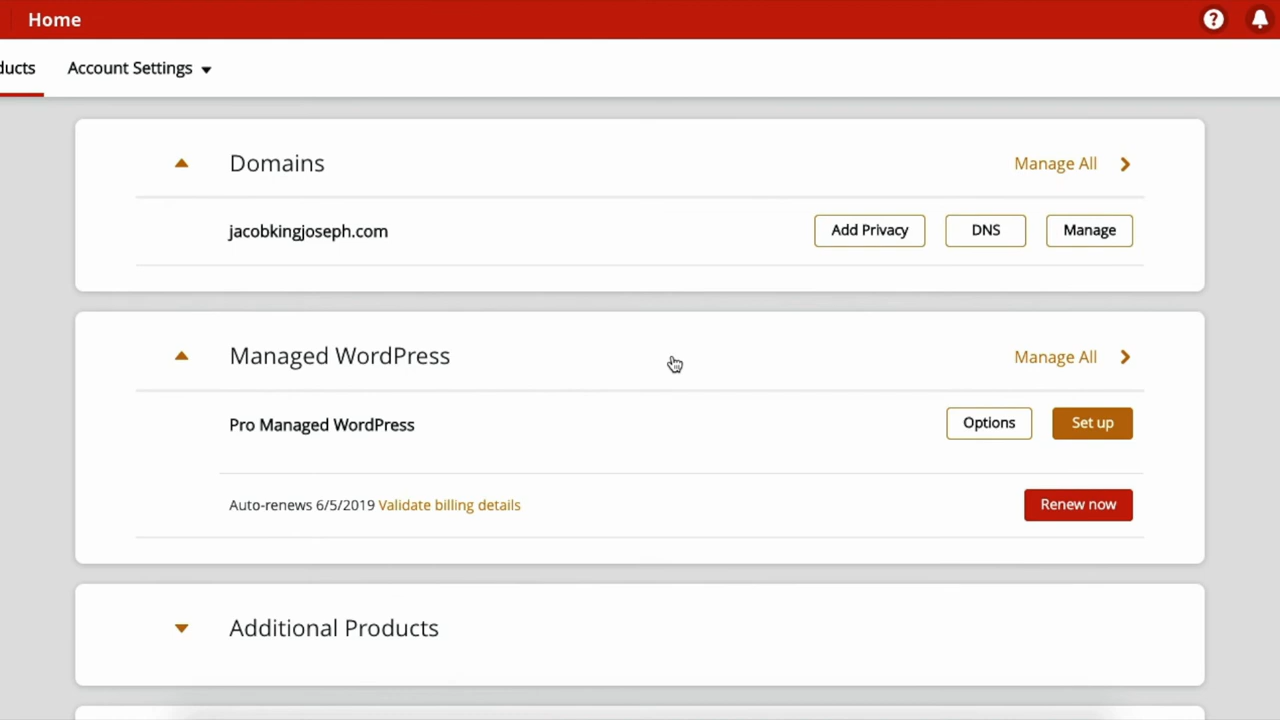 Home
ducts Account Settings
Domains Manage All
jacobkingjoseph.com Add Privacy DNS Manage
Managed WordPress Manage All
Pro Managed WordPress Options Set up
Auto-renews 6/5/2019 Validate billing details Renew now
Additional Products